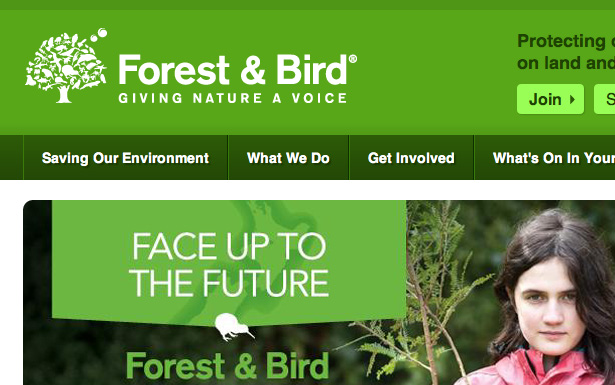 Forest & Bird®
GIVING NATURE A VOICE
Protecting
on land and
Join
Saving Our Environment
What We Do
Get Involved
What's On In Your
FACE UP TO
THE FUTURE
Forest & Bird